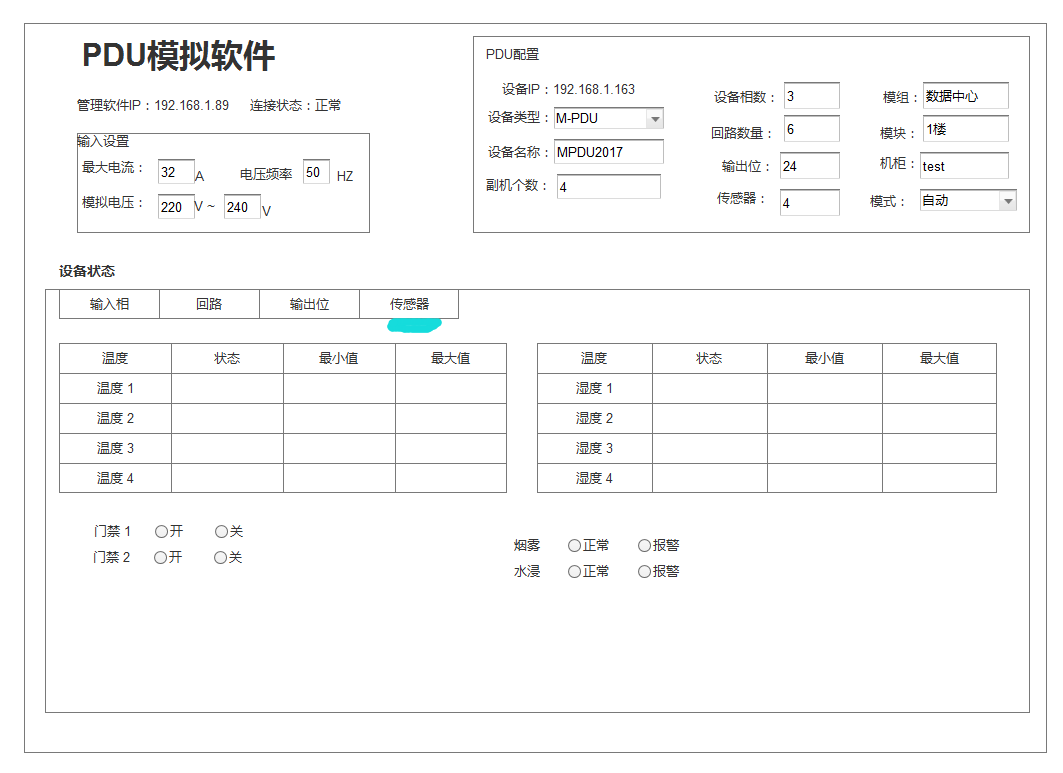 PDU模拟软件
管理软件IP：192.168.1.89 连接状态：正常
输入设置
最大电流： 32 A 电压频率 50 HZ
模拟电压： 220 V ~ 240 V
PDU配置
设备IP：192.168.1.163
设备类型： M-PDU
设备名称： MPDU2017
副机个数： 4
设备相数： 3
回路数量： 6
输出位： 24
传感器： 4
模组： 数据中心
模块： 1楼
机柜： test
模式： 自动
设备状态
输入相 回路 输出位 传感器
温度 状态 最小值 最大值
温度 1
温度 2
温度 3
温度 4
温度 状态 最小值 最大值
湿度 1
湿度 2
湿度 3
湿度 4
门禁 1 开 关
门禁 2 开 关
烟雾 正常 报警
水浸 正常 报警